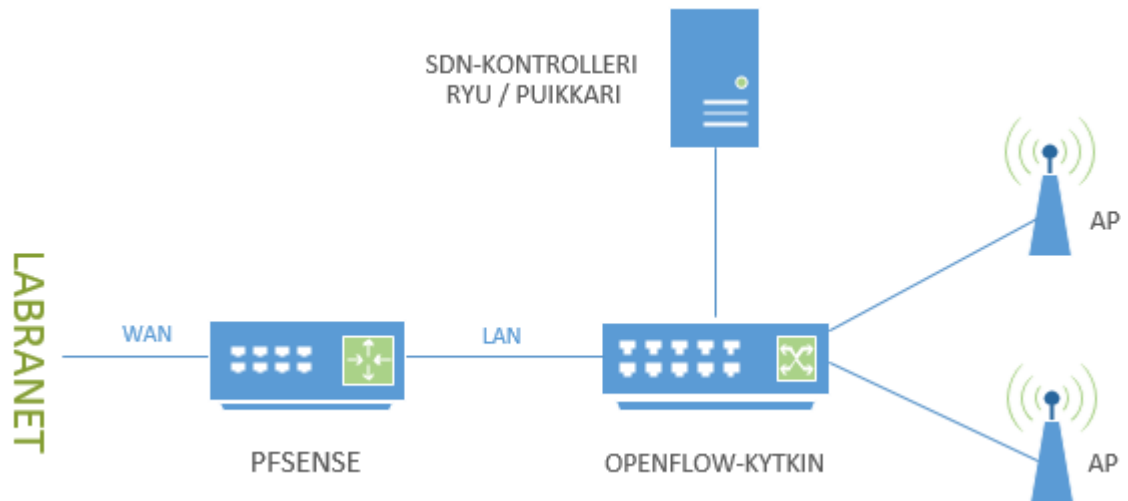 SDN-KONTROLLERI
RYU / PUIKKARI
AP
LABRANET
WAN
LAN
PFSENSE
OPENFLOW-KYTKIN
AP